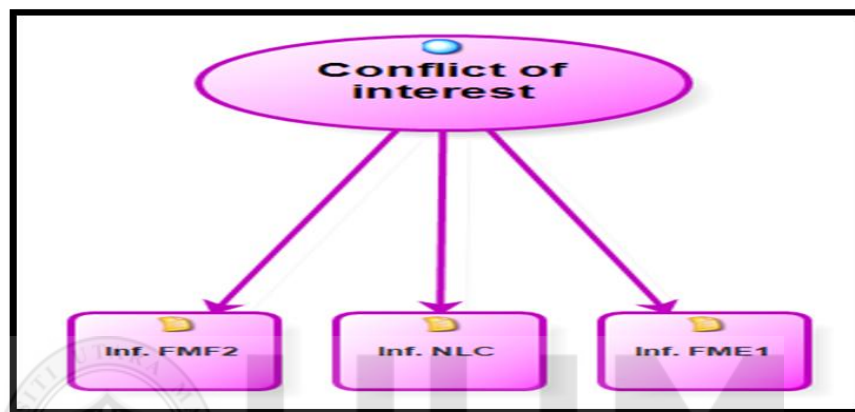 Conflict of
interest
Inf. FMF2
Inf. NLC
Inf. FME1